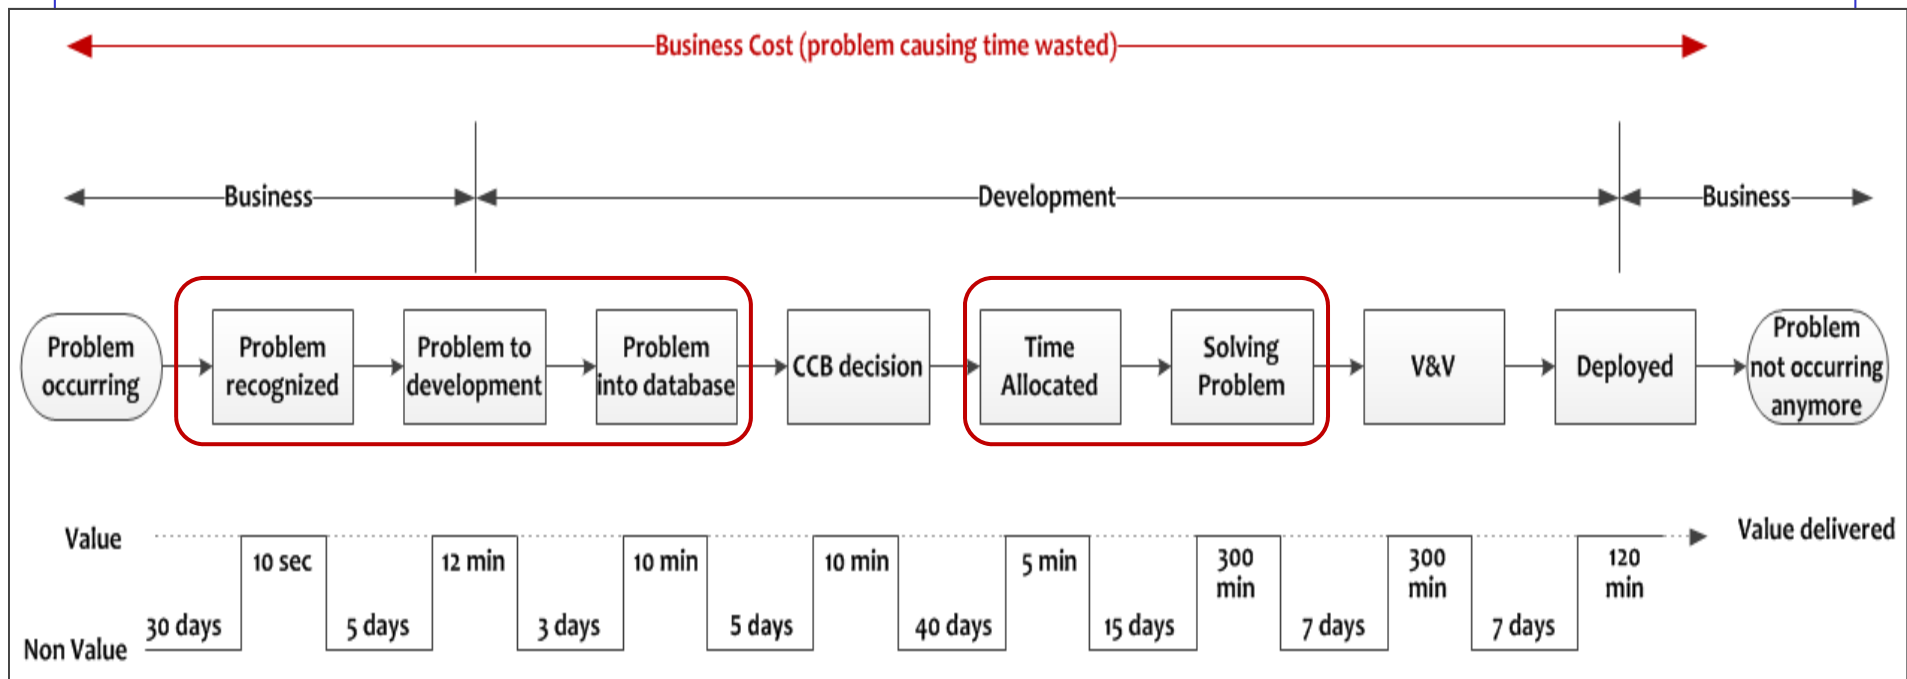 Business Cost (problem causing time wasted)
Business
Development
Business
Problem
occurring
Problem
recognized
Problem to
development
Problem
into database
CCB decision
Time
Allocated
Solving
Problem
V&V
Deployed
Problem
not occurring
anymore
Value
10 sec
12 min
10 min
10 min
5 min
300
min
300
min
120
min
Value delivered
Non Value
30 days
5 days
3 days
5 days
40 days
15 days
7 days
7 days